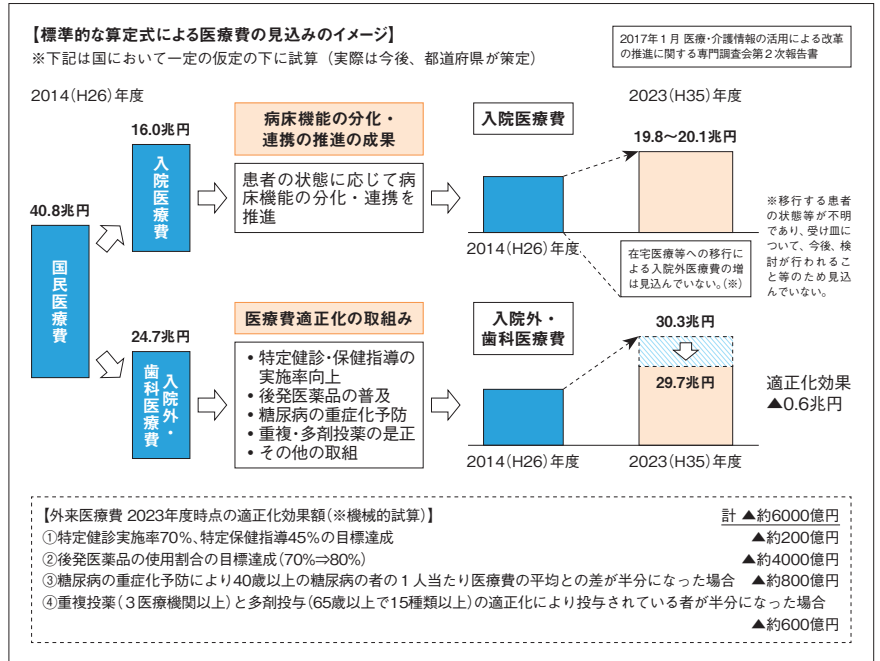 【標準的な算定式による医療費の見込みのイメージ】
※下記は国において一定の仮定の下に試算（実際は今後、都道府県が策定）
2017年1月 医療・介護情報の活用による改革
の推進に関する専門調査会第2次報告書
2014(H26)年度
40.8兆円
国民医療費
16.0兆円
入院医療費
病床機能の分化・
連携の推進の成果
患者の状態に応じて病
床機能の分化・連携を
推進
入院医療費
2014(H26)年度
2023(H35)年度
19.8〜20.1兆円
在宅医療等への移行
による入院外医療費の増
は見込んでいない。(※)
※移行する患者
の状態等が不明
であり、受け皿に
ついて、今後、検
討が行われるこ
と等のため見込
んでいない。
24.7兆円
入院外・
歯科医療費
医療費適正化の取組み
• 特定健診・保健指導の
実施率向上
• 後発医薬品の普及
• 糖尿病の重症化予防
• 重複・多剤投薬の是正
• その他の取組
入院外・
歯科医療費
2014(H26)年度
30.3兆円
29.7兆円
2023(H35)年度
適正化効果
▲0.6兆円
【外来医療費 2023年度時点の適正化効果額(※機械的試算)】 計 ▲約6000億円
①特定健診実施率70％、特定保健指導45％の目標達成 ▲約200億円
②後発医薬品の使用割合の目標達成(70%⇒80%) ▲約4000億円
③糖尿病の重症化予防により40歳以上の糖尿病の者の1人当たり医療費の平均との差が半分になった場合 ▲約800億円
④重複投薬(3医療機関以上)と多剤投与(65歳以上で15種類以上)の適正化により投与されている者が半分になった場合
▲約600億円